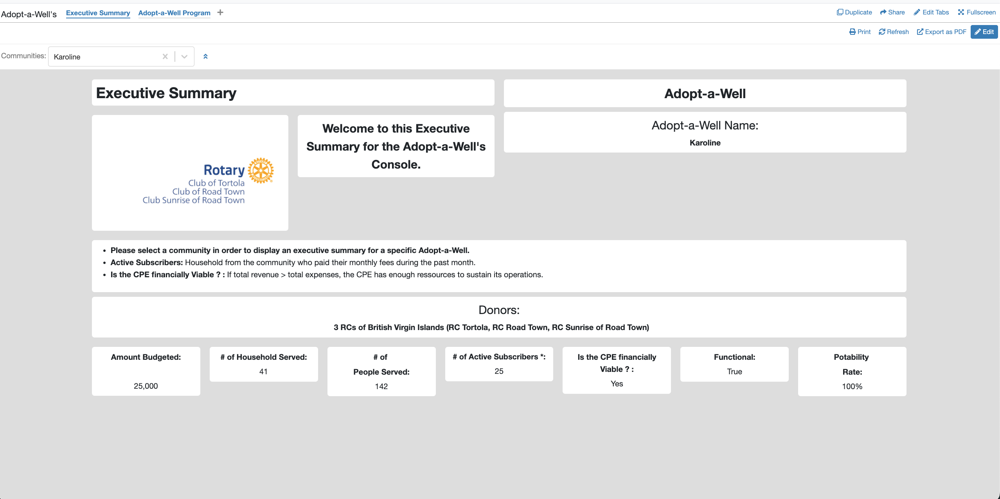 Adopt-a-Well's Executive Summary Adopt-a-Well Program + Duplicate Share Edit Tabs Fullscreen
Print Refresh Export as PDF Edit
Communities: Karoline
Executive Summary
Adopt-a-Well
Adopt-a-Well Name:
Karoline
Welcome to this Executive
Summary for the Adopt-a-Well's
Console.
Rotary
Club of Tortola
Club of Road Town
Club Sunrise of Road Town
ROTARY
INTERNATIONAL
• Please select a community in order to display an executive summary for a specific Adopt-a-Well.
• Active Subscribers: Household from the community who paid their monthly fees during the past month.
• Is the CPE financially Viable ? : If total revenue > total expenses, the CPE has enough ressources to sustain its operations.
Donors:
3 RCs of British Virgin Islands (RC Tortola, RC Road Town, RC Sunrise of Road Town)
Amount Budgeted:
25,000
# of Household Served:
41
# of
People Served:
142
# of Active Subscribers *:
25
Is the CPE financially
Viable ? :
Yes
Functional:
True
Potability
Rate:
100%